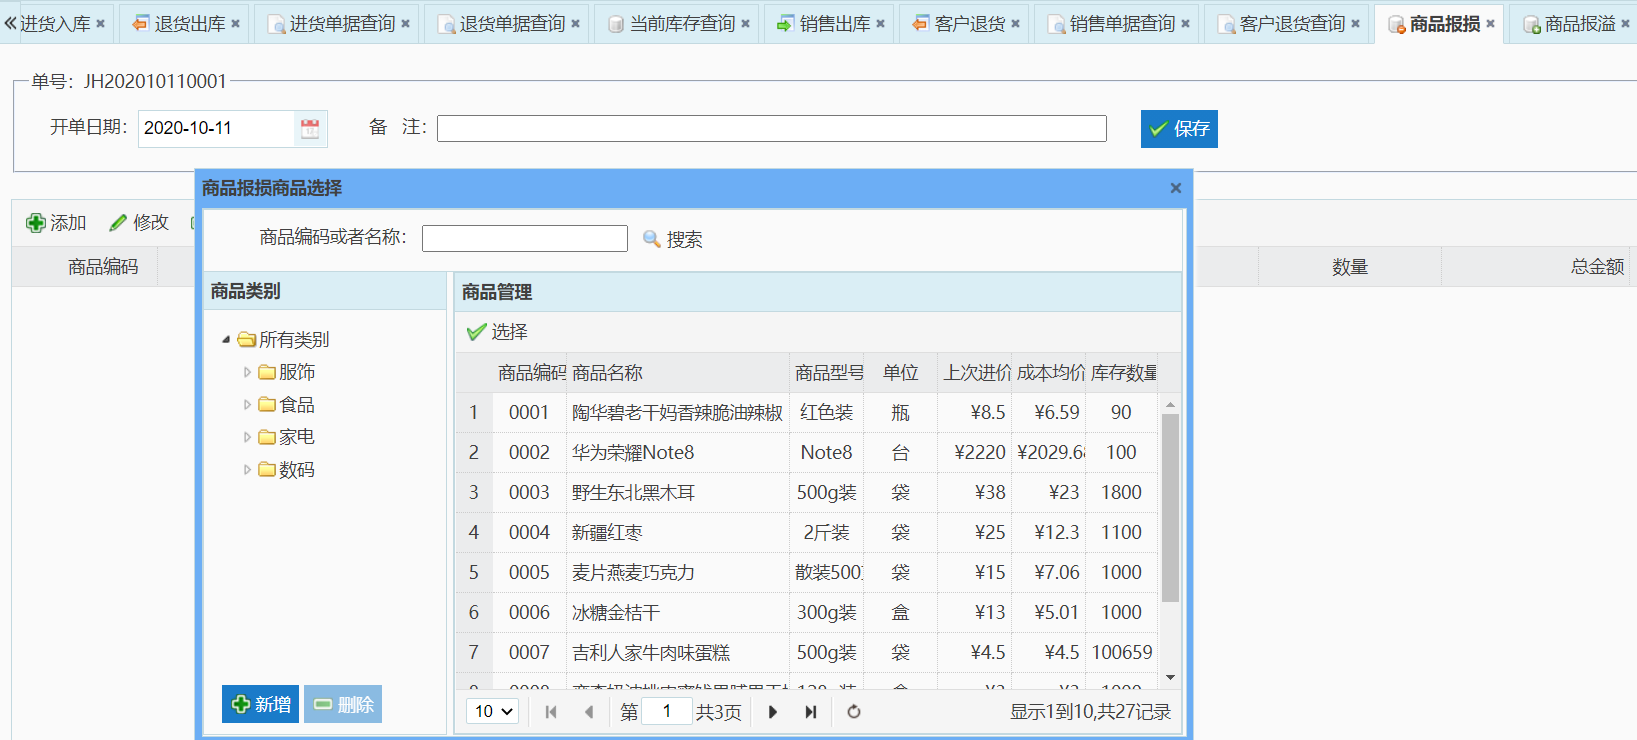 进货入库 退货出库 进货单据查询 退货单据查询 当前库存查询 销售出库 客户退货 销售单据查询 客户退货查询 商品报损 商品报溢
单号：JH202010110001
开单日期： 2020-10-11 备 注： 保存
商品报损商品选择
添加 修改
商品编码或者名称： 搜索
商品编码 数量 总金额
商品类别 商品管理
选择
所有类别
服饰
食品
家电
数码
商品编码 商品名称 商品型号 单位 上次进价 成本均价 库存数量
1 0001 陶华碧老干妈香辣脆油辣椒 红色装 瓶 ¥8.5 ¥6.59 90
2 0002 华为荣耀Note8 Note8 台 ¥2220 ¥2029.68 100
3 0003 野生东北黑木耳 500g装 袋 ¥38 ¥23 1800
4 0004 新疆红枣 2斤装 袋 ¥25 ¥12.3 1100
5 0005 麦片燕麦巧克力 散装500 袋 ¥15 ¥7.06 1000
6 0006 冰糖金桔干 300g装 盒 ¥13 ¥5.01 1000
7 0007 吉利人家牛肉味蛋糕 500g装 袋 ¥4.5 ¥4.5 100659
新增 删除
10 第 1 共3页 显示1到10,共27记录